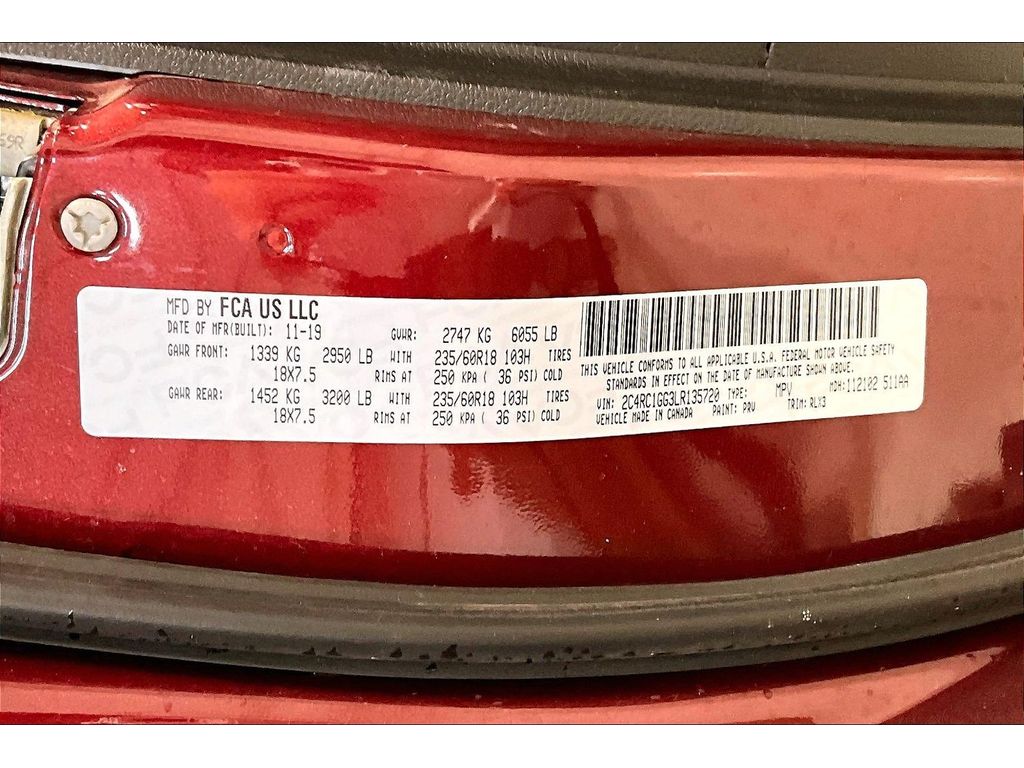 MFD BY FCA US LLC
DATE OF MFR(BUILT): 11-19 GVWR: 2747 KG 6055 LB
GAWR FRONT: 1339 KG 2950 LB WITH 235/60R18 103H TIRES
18X7.5 RIMS AT 250 KPA ( 36 PSI) COLD
GAWR REAR: 1452 KG 3200 LB WITH 235/60R18 103H TIRES
18X7.5 RIMS AT 250 KPA ( 36 PSI) COLD
THIS VEHICLE CONFORMS TO ALL APPLICABLE U.S.A. FEDERAL MOTOR VEHICLE SAFETY
STANDARDS IN EFFECT ON THE DATE OF MANUFACTURE SHOWN ABOVE.
VIN: 2C4RC1GG3LR135720 TYPE: MPV MDH:112102 511AA
VEHICLE MADE IN CANADA PAINT: PRV TRIM: RLX3